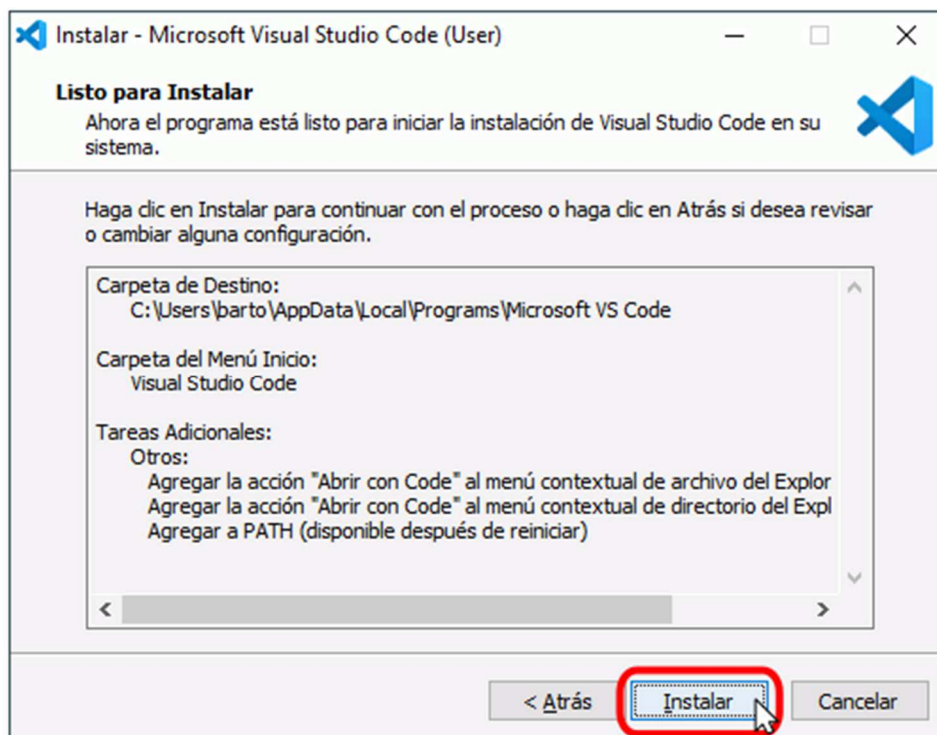 Instalar - Microsoft Visual Studio Code (User)
Listo para Instalar
Ahora el programa está listo para iniciar la instalación de Visual Studio Code en su
sistema.
Haga clic en Instalar para continuar con el proceso o haga clic en Atrás si desea revisar
o cambiar alguna configuración.
Carpeta de Destino:
C:\Users\barto\AppData\Local\Programs\Microsoft VS Code
Carpeta del Menú Inicio:
Visual Studio Code
Tareas Adicionales:
Otros:
Agregar la acción "Abrir con Code" al menú contextual de archivo del Explor
Agregar la acción "Abrir con Code" al menú contextual de directorio del Expl
Agregar a PATH (disponible después de reiniciar)
< Atrás Instalar Cancelar